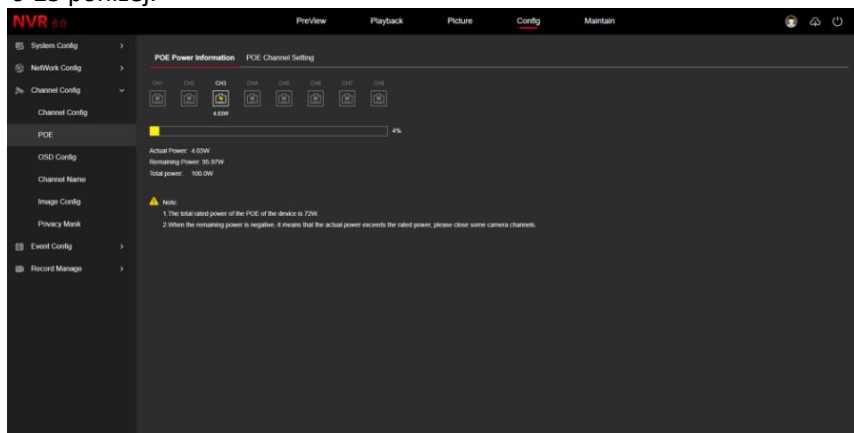 NVR 5.0 PreView Playback Picture Config Maintain
System Config
POE Power Information POE Channel Setting
NetWork Config
CH1 CH2 CH3 CH4 CH5 CH6 CH7 CH8
Channel Config
4.03W
Channel Config
POE
4%
Actual Power: 4.03W
OSD Config
Remaining Power: 95.97W
Total power: 100.0W
Channel Name
Image Config
Note:
1.The total rated power of the POE of the device is 72W.
Privacy Mask
2.When the remaining power is negative, it means that the actual power exceeds the rated power, please close some camera channels.
Event Config
Record Manage